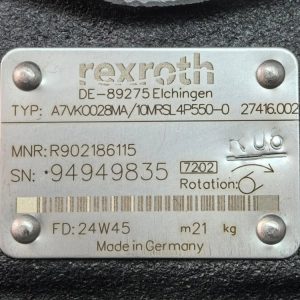 rexroth
DE-89275 Elchingen
TYP: A7VK0028MA/10MRSL4P550-0 27416.002
MNR: R902186115
SN: 94949835 7202 Rotation:
FD: 24W45 m21 kg
Made in Germany